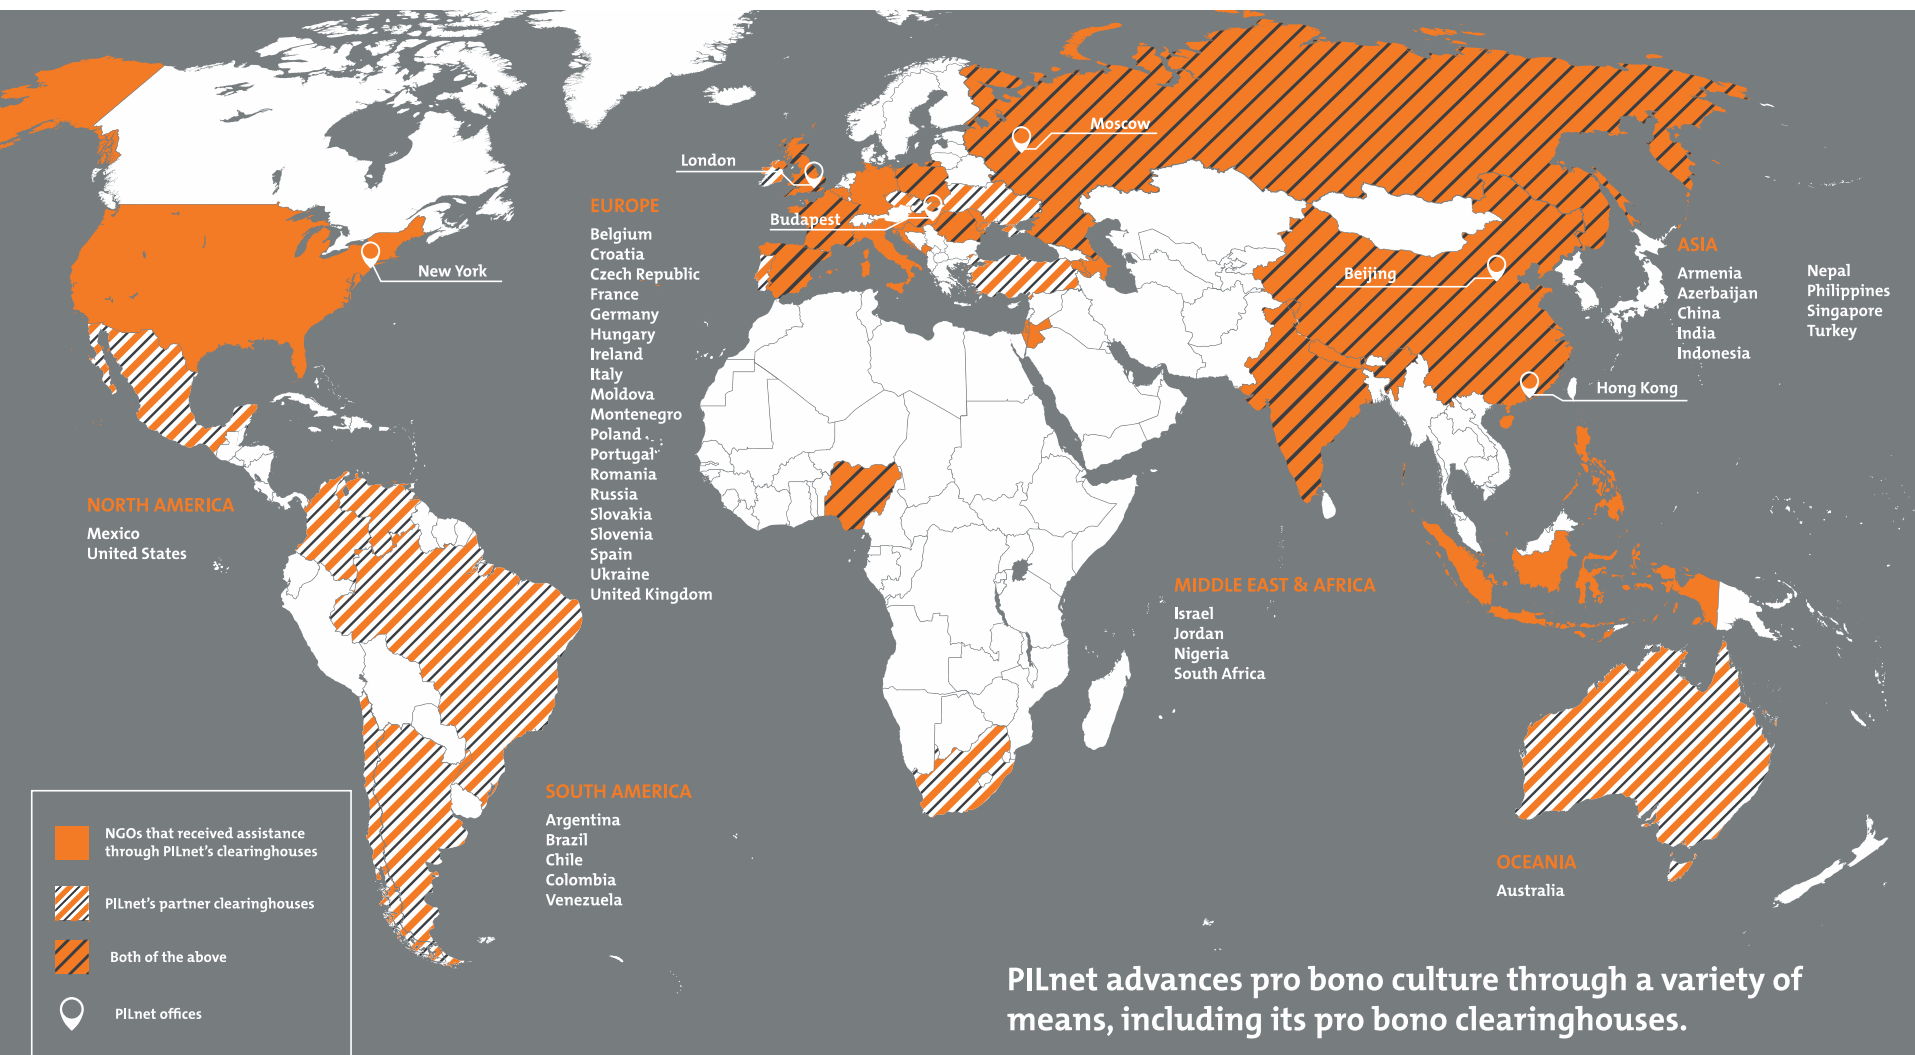 Moscow
London
Budapest
New York
Beijing
Hong Kong
EUROPE
Belgium
Croatia
Czech Republic
France
Germany
Hungary
Ireland
Italy
Moldova
Montenegro
Poland
Portugal
Romania
Russia
Slovakia
Slovenia
Spain
Ukraine
United Kingdom
ASIA
Armenia
Azerbaijan
China
India
Indonesia
Nepal
Philippines
Singapore
Turkey
NORTH AMERICA
Mexico
United States
MIDDLE EAST & AFRICA
Israel
Jordan
Nigeria
South Africa
SOUTH AMERICA
Argentina
Brazil
Chile
Colombia
Venezuela
OCEANIA
Australia
NGOs that received assistance
through PILnet's clearinghouses
PILnet's partner clearinghouses
Both of the above
PILnet offices
PILnet advances pro bono culture through a variety of
means, including its pro bono clearinghouses.